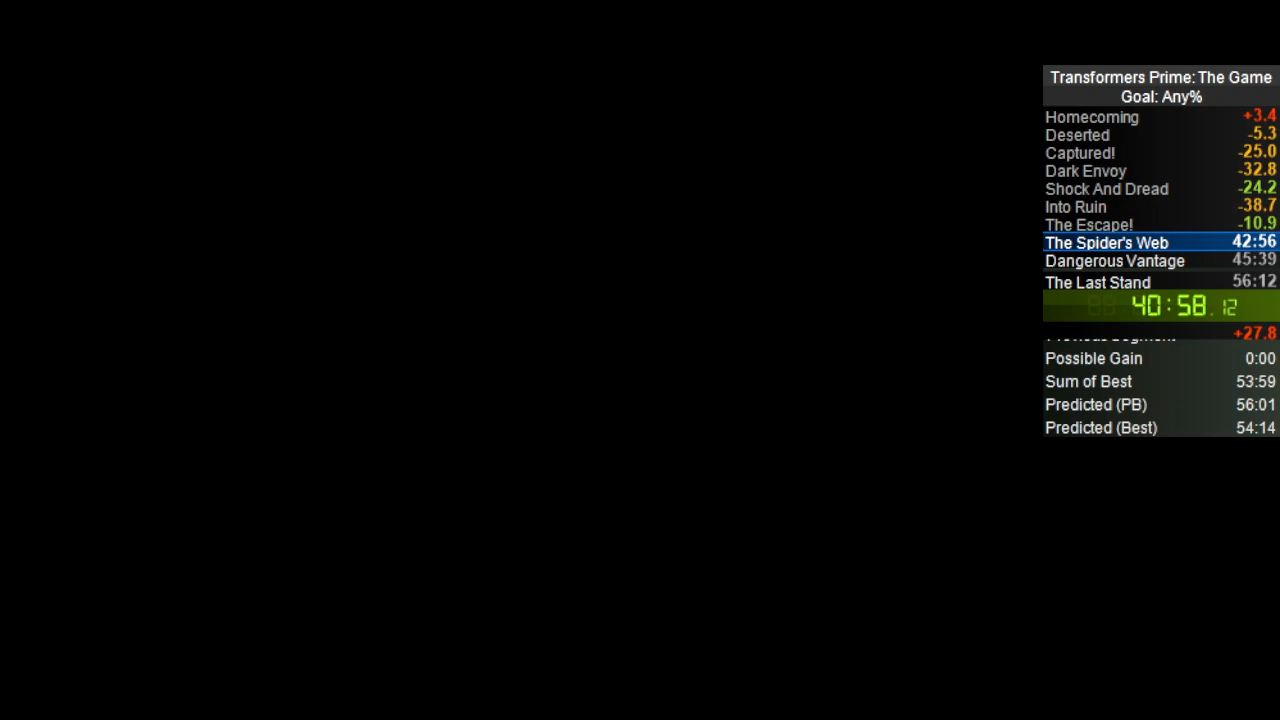 Transformers Prime: The Game
Goal: Any%
Homecoming +3.4
Deserted -5.3
Captured! -25.0
Dark Envoy -32.8
Shock And Dread -24.2
Into Ruin -38.7
The Escape! -10.9
The Spider's Web 42:56
Dangerous Vantage 45:39
The Last Stand 56:12
40:58.12
+27.8
Possible Gain 0:00
Sum of Best 53:59
Predicted (PB) 56:01
Predicted (Best) 54:14